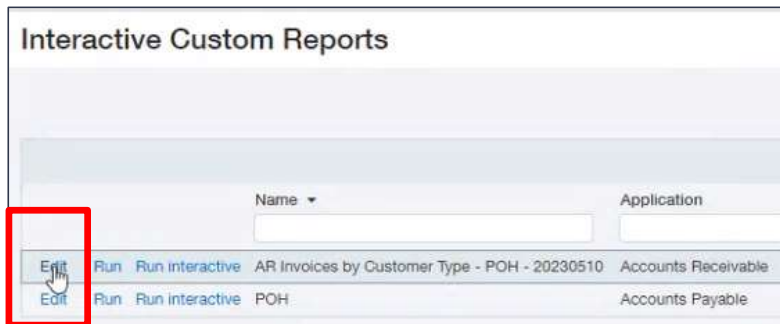 Interactive Custom Reports
Name Application
Edit Run Run interactive AR Invoices by Customer Type - POH - 20230510 Accounts Receivable
Edit Run Run interactive POH Accounts Payable